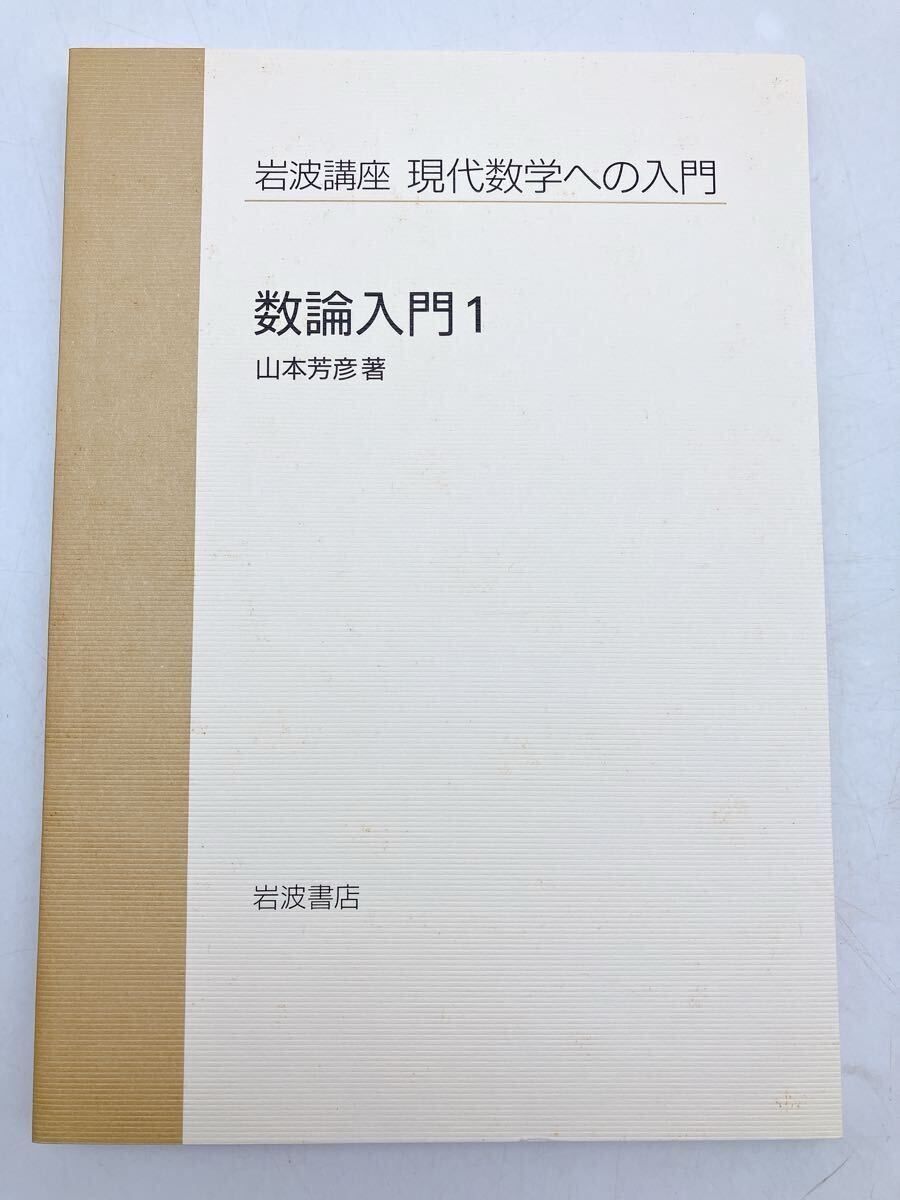 岩波講座 現代数学への入門
数論入門1
山本芳彦著
岩波書店